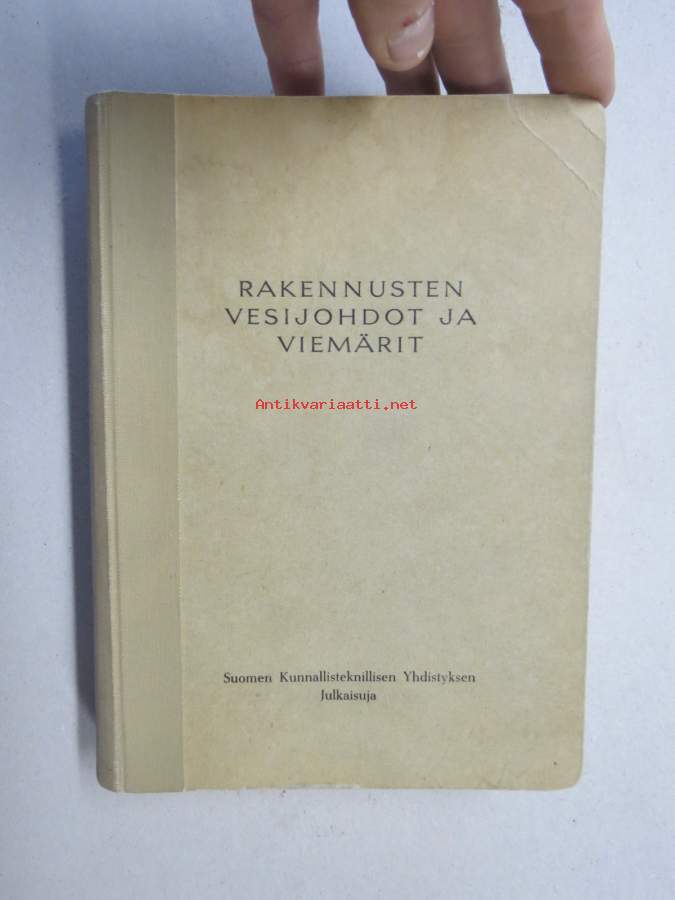 RAKENNUSTEN
VESIJOHDOT JA
VIEMÄRIT
Antikvariaatti.net
Suomen Kunnallisteknillisen Yhdistyksen
Julkaisuja